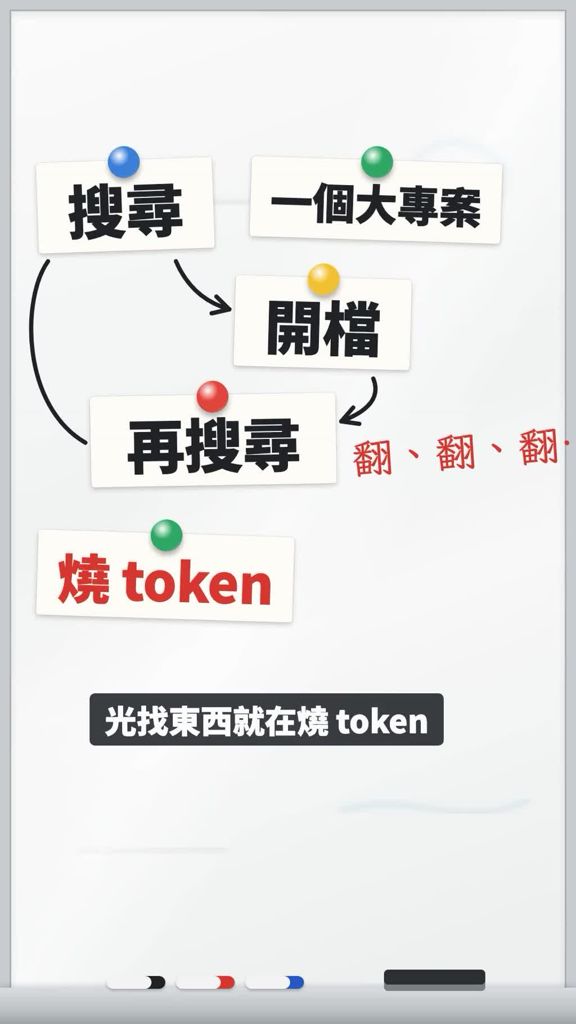 搜尋
一個大專案
開檔
再搜尋
翻、翻、翻
燒 token
光找東西就在燒 token